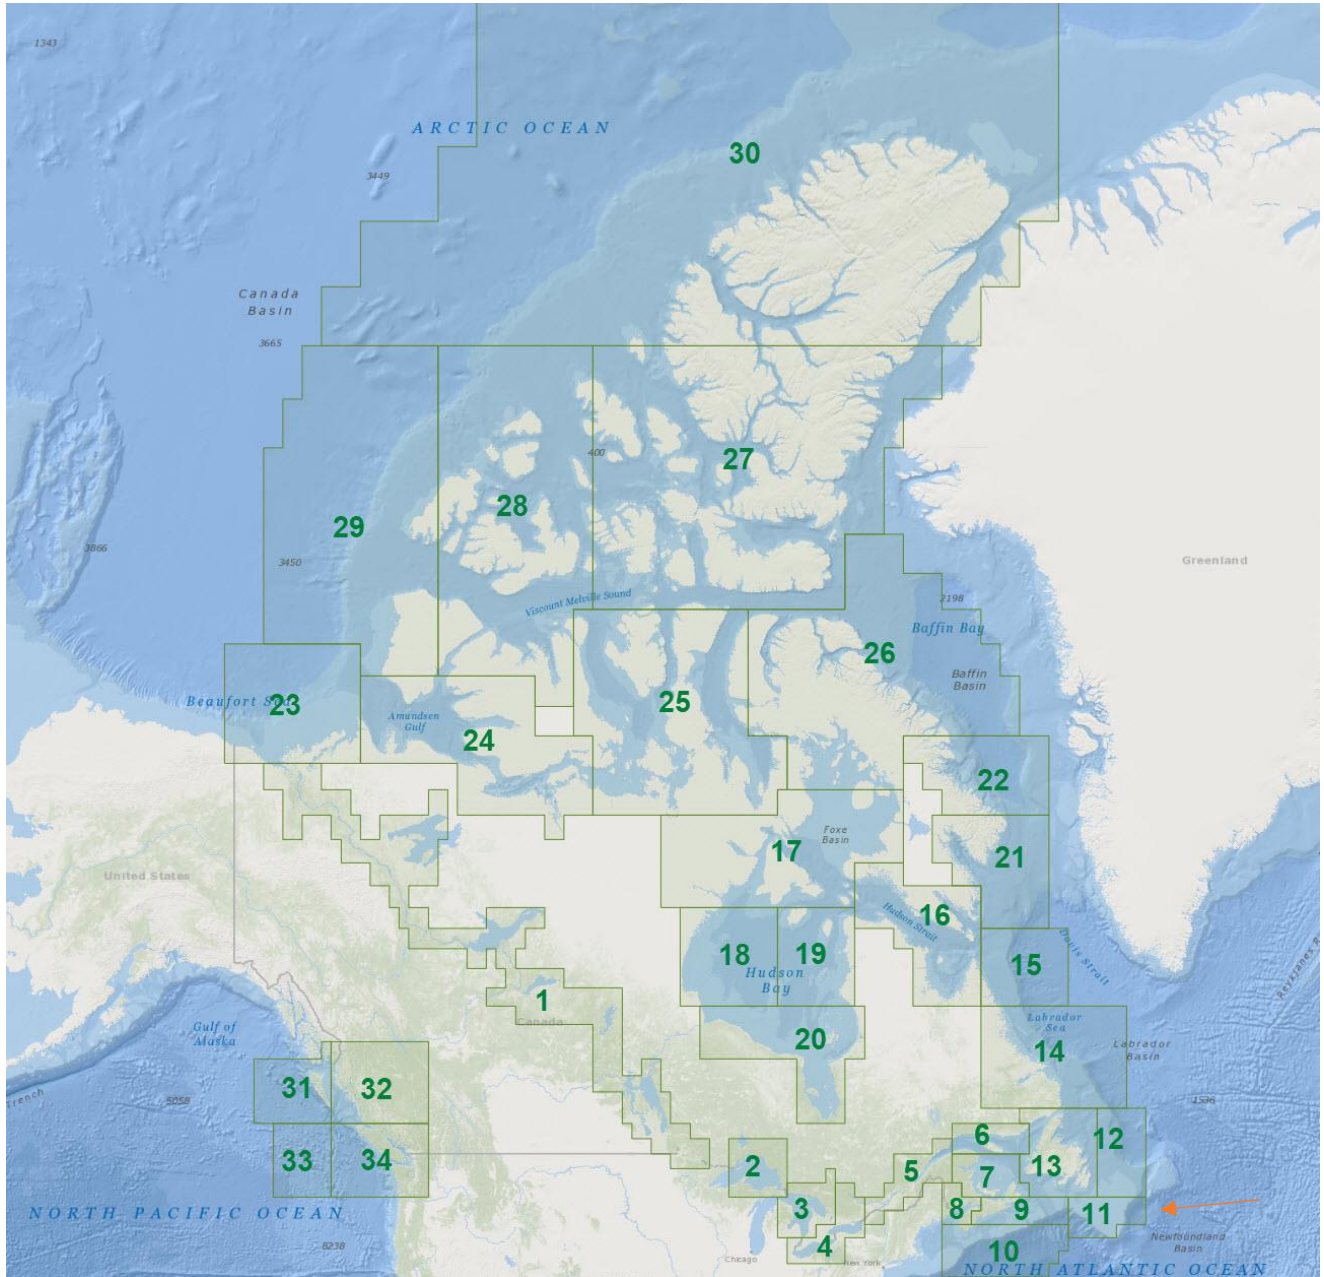 1343
ARCTIC OCEAN
30
3449
Canada
Basin
3665
27
400
28
29
3450
3866
Greenland
Viscount Melville Sound
2198
Baffin Bay
26
Baffin
Basin
Beaufort Sea
23
25
Amundsen
Gulf
24
22
Foxe
Basin
17
21
United States
16
Hudson Strait
Davis Strait
18
19
15
Hudson
Bay
1
Canada
Labrador
Sea
Gulf of
Alaska
20
14
Labrador
Basin
31
32
Trench
5058
1536
6
12
2
5
13
33
34
7
3
8
9
11
NORTH PACIFIC OCEAN
6238
4
10
Newfoundland
Basin
Chicago
New York
NORTH ATLANTIC OCEAN